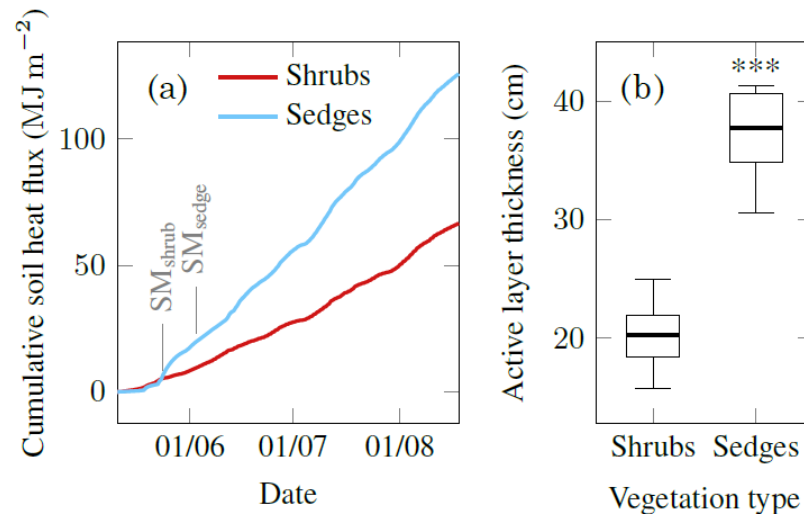 Cumulative soil heat flux (MJ m−2)
(a)
Shrubs
Sedges
100
50
0
SMshrub
SMsedge
01/06 01/07 01/08
Date
Active layer thickness (cm)
(b)
***
40
30
20
Shrubs Sedges
Vegetation type